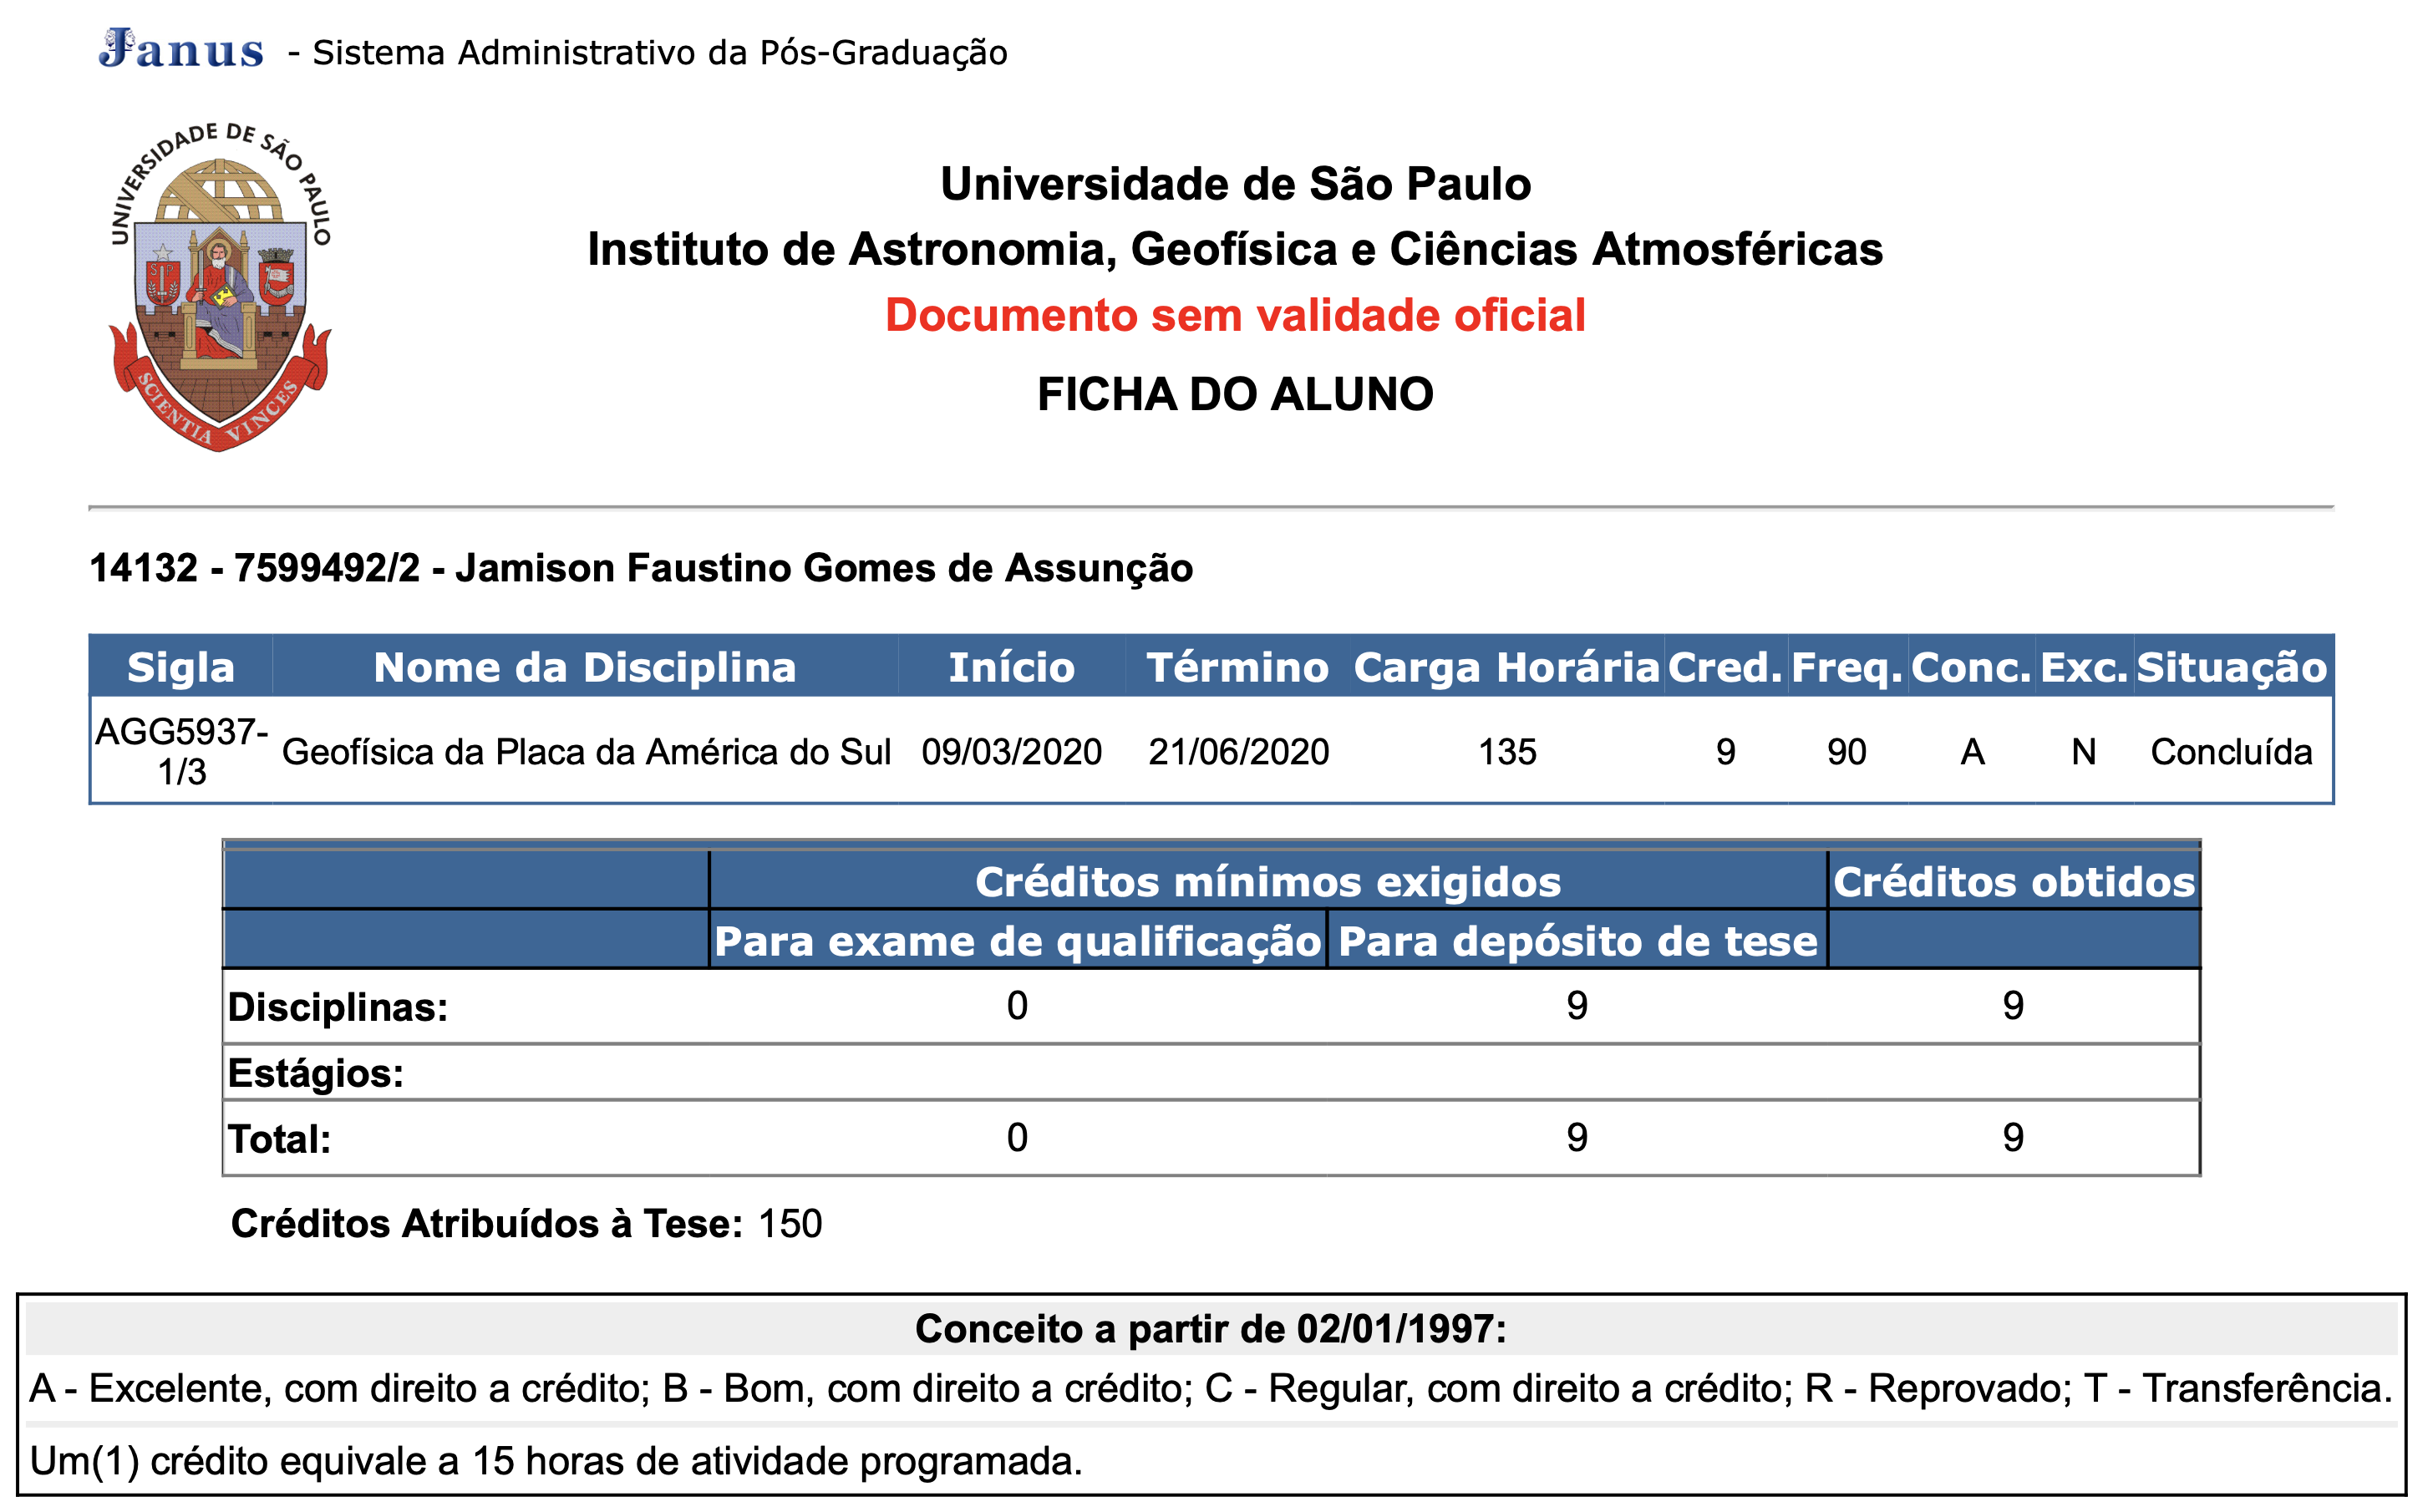 Janus - Sistema Administrativo da Pós-Graduação
UNIVERSIDADE DE SÃO PAULO
SP
SCIENTIA VINCES
Universidade de São Paulo
Instituto de Astronomia, Geofísica e Ciências Atmosféricas
Documento sem validade oficial
FICHA DO ALUNO
14132 - 7599492/2 - Jamison Faustino Gomes de Assunção
Sigla Nome da Disciplina Início Término Carga Horária Cred. Freq. Conc. Exc. Situação
AGG5937-1/3 Geofísica da Placa da América do Sul 09/03/2020 21/06/2020 135 9 90 A N Concluída
Créditos mínimos exigidos Créditos obtidos
Para exame de qualificação Para depósito de tese
Disciplinas: 0 9 9
Estágios:
Total: 0 9 9
Créditos Atribuídos à Tese: 150
Conceito a partir de 02/01/1997:
A - Excelente, com direito a crédito; B - Bom, com direito a crédito; C - Regular, com direito a crédito; R - Reprovado; T - Transferência.
Um(1) crédito equivale a 15 horas de atividade programada.